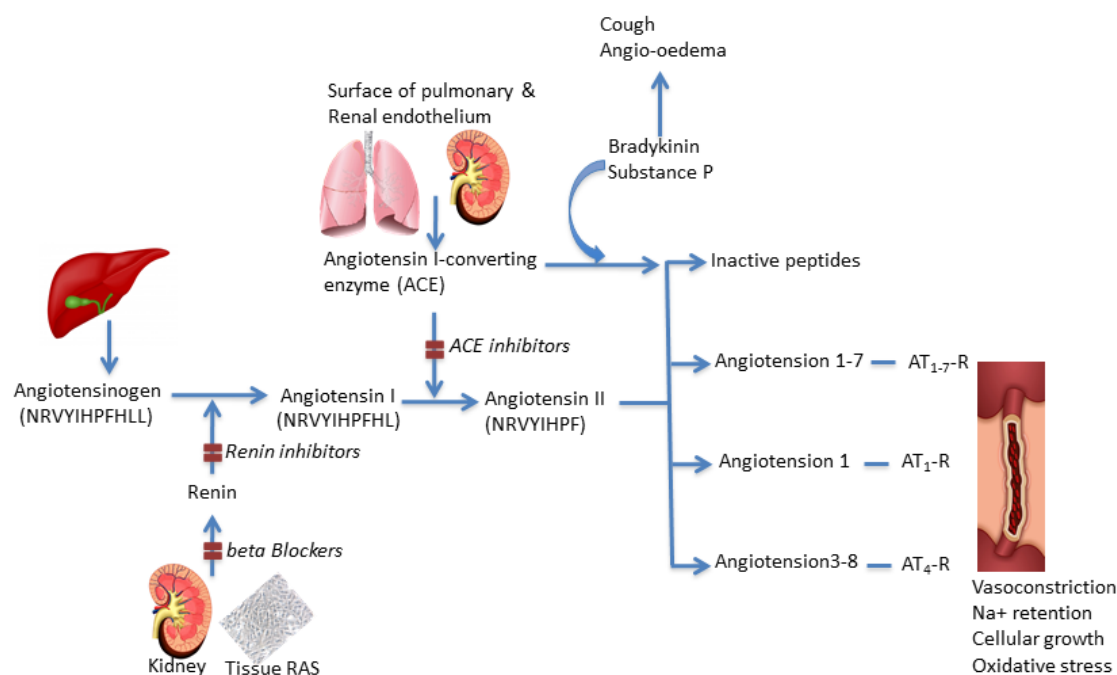 Cough
Angio-oedema
Surface of pulmonary &
Renal endothelium
Bradykinin
Substance P
Angiotensin I-converting
enzyme (ACE)
Inactive peptides
ACE inhibitors
Angiotension 1-7
AT1-7-R
Angiotensinogen
(NRVYIHPFHLL)
Angiotensin I
(NRVYIHPFHL)
Angiotensin II
(NRVYIHPF)
Renin inhibitors
Angiotension 1
AT1-R
Renin
beta Blockers
Angiotension3-8
AT4-R
Kidney
Tissue RAS
Vasoconstriction
Na+ retention
Cellular growth
Oxidative stress